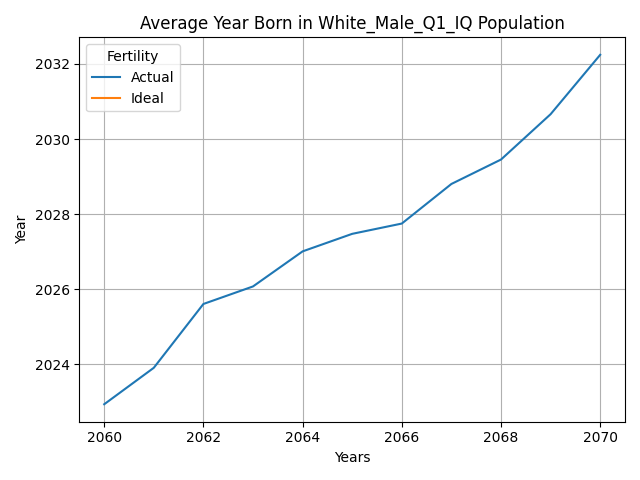 Average Year Born in White_Male_Q1_IQ Population
Fertility
Actual
Ideal
2032
2030
2028
2026
2024
Year
2060 2062 2064 2066 2068 2070
Years